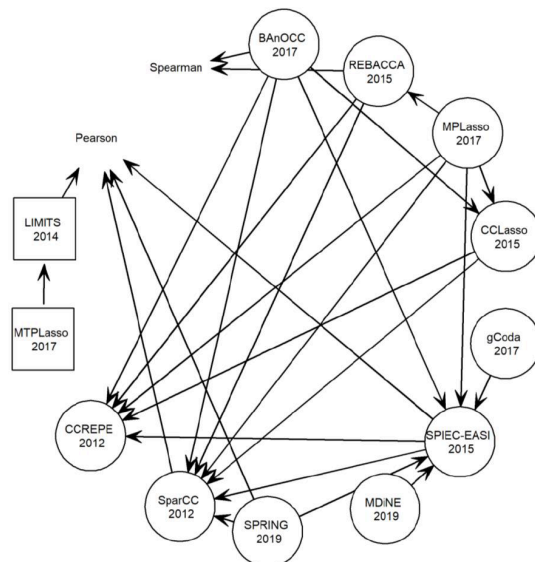 BAnOCC
2017
REBACCA
2015
Spearman
MPLasso
2017
Pearson
LIMITS
2014
CCLasso
2015
MTPLasso
2017
gCoda
2017
CCREPE
2012
SPIEC-EASI
2015
SparCC
2012
SPRING
2019
MDiNE
2019